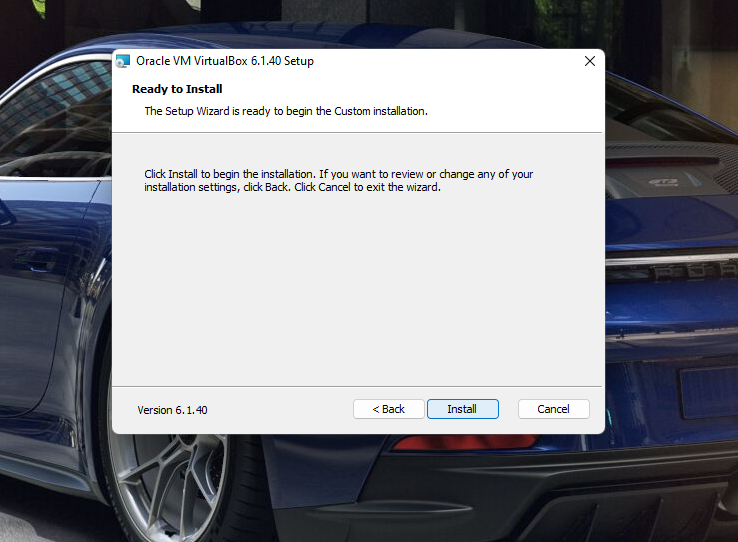 Oracle VM VirtualBox 6.1.40 Setup
Ready to Install
The Setup Wizard is ready to begin the Custom installation.
Click Install to begin the installation. If you want to review or change any of your
installation settings, click Back. Click Cancel to exit the wizard.
GT3
Version 6.1.40
< Back
Install
Cancel